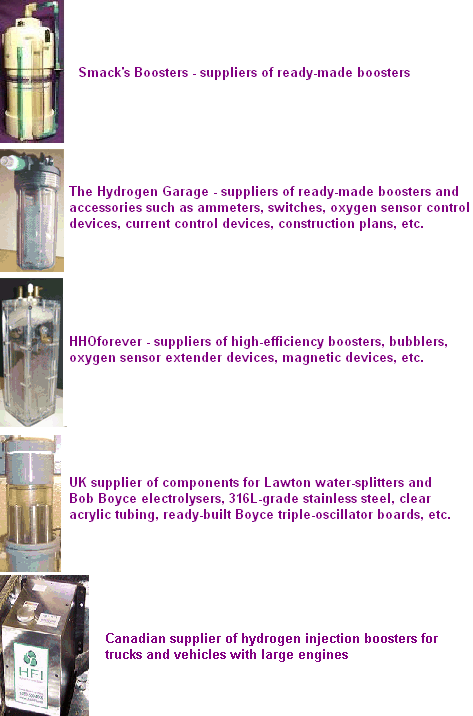 Smack's Boosters - suppliers of ready-made boosters
The Hydrogen Garage - suppliers of ready-made boosters and
accessories such as ammeters, switches, oxygen sensor control
devices, current control devices, construction plans, etc.
HHOforever - suppliers of high-efficiency boosters, bubblers,
oxygen sensor extender devices, magnetic devices, etc.
UK supplier of components for Lawton water-splitters and
Bob Boyce electrolysers, 316L-grade stainless steel, clear
acrylic tubing, ready-built Boyce triple-oscillator boards, etc.
HFI
Canadian supplier of hydrogen injection boosters for
trucks and vehicles with large engines